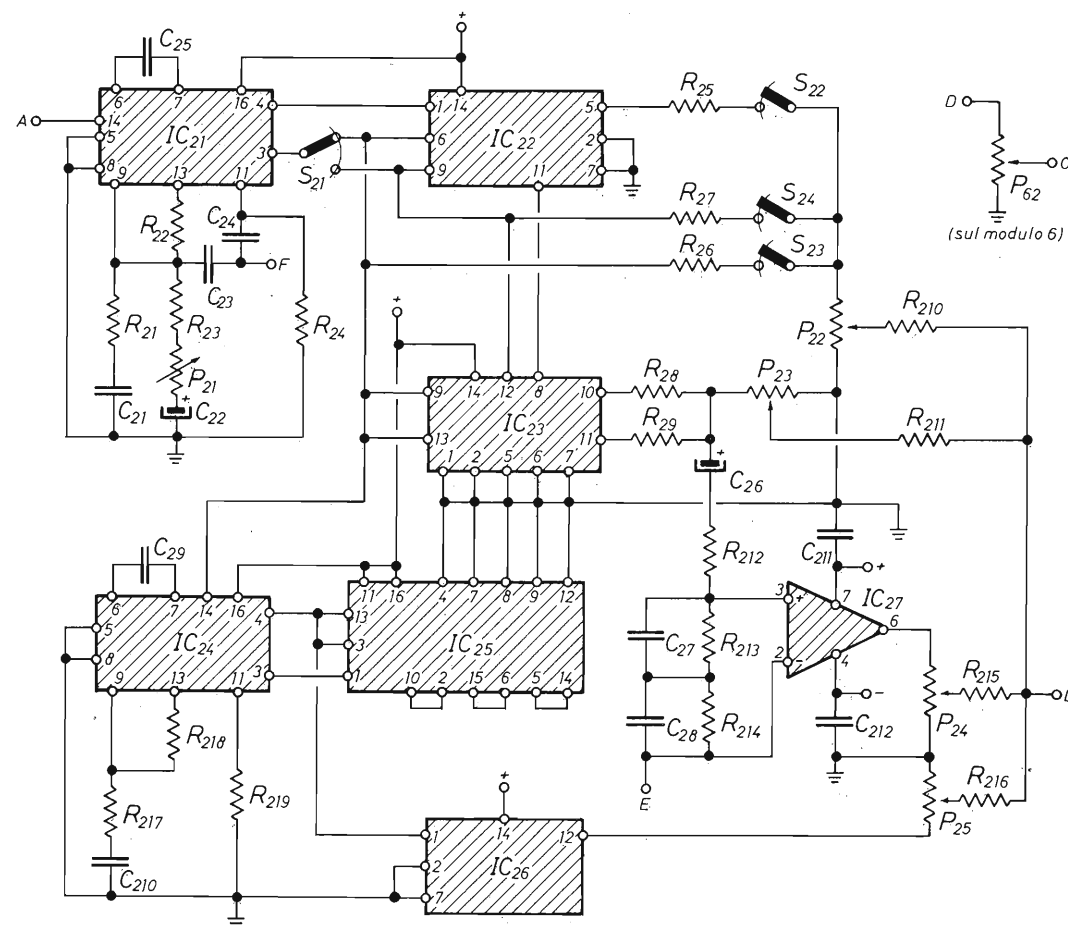 +
C25
6 7 16 4 1 14 5
R25 S22
A 14 IC21 IC22 D
5 3 6 2
S21 P62
8 9 13 11 9 11 7
R27 S24
(sul modulo 6)
R22 C24 F
R26 S23
C23
R21 R23 R24
+
P22 R210
P21
14 12 8
R28 P23
C21 + C22
9 IC23 10
R29 R211
13 11
1 2 5 6 7
+ C26
R212
C211 +
C29
6 7 14 16 4 11 16 4 7 8 9 12
3 + 7 IC27
5 IC24 13 IC25
C27 R213 6
8 3 3 1
2 - 4
9 13 11 10 2 15 6 5 14
- R215
R218
C28 R214 C212 P24
E
R217 R219
+
R216
P25
1 14 12
2 IC26
C210
7